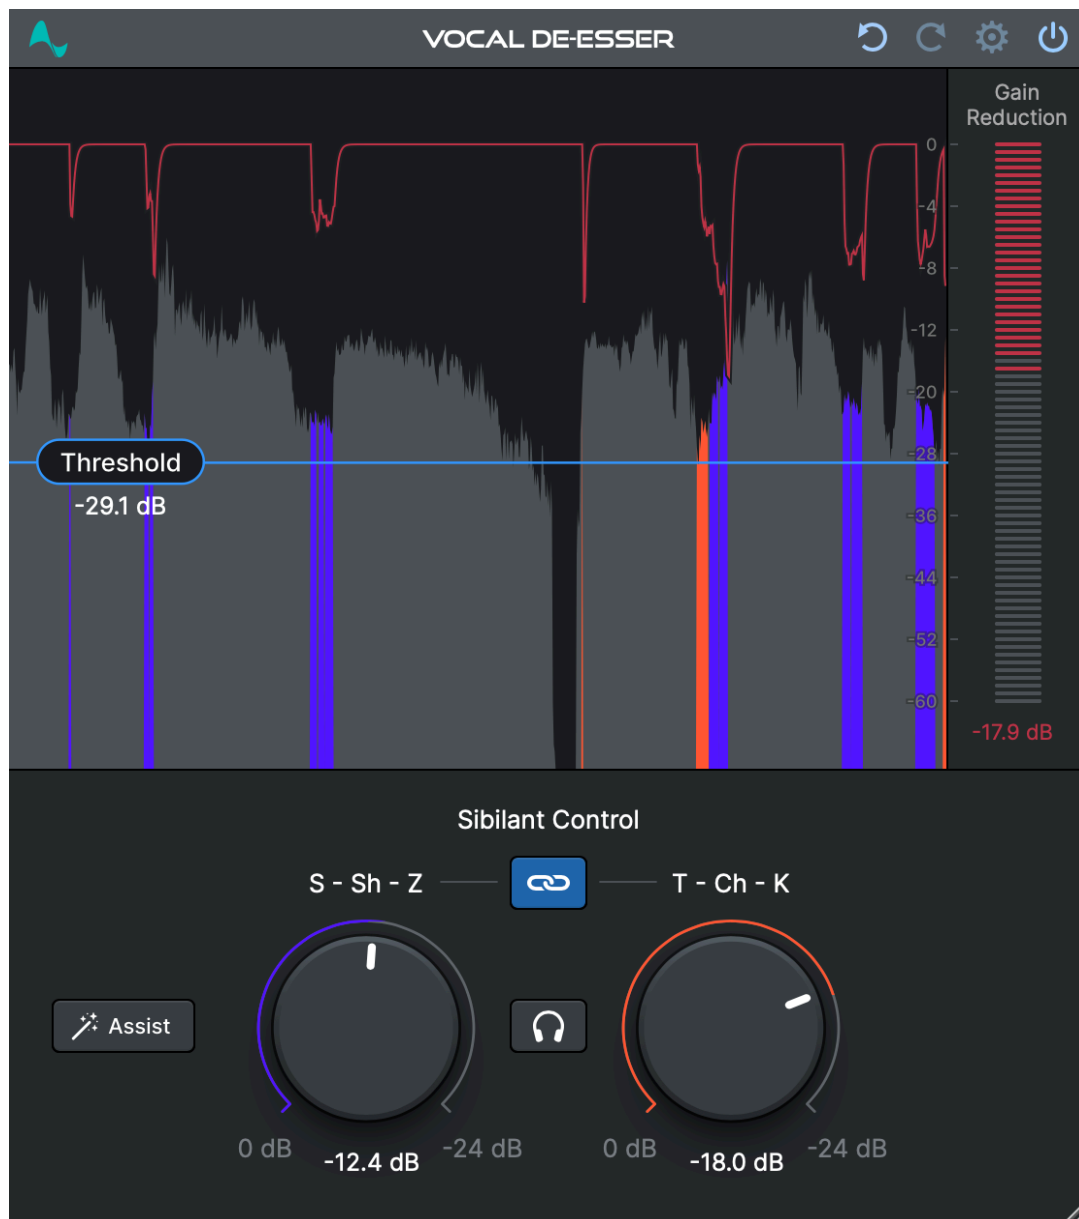 VOCAL DE-ESSER
Gain
Reduction
0
-4
-8
-12
-20
-28
-36
-44
-52
-60
Threshold
-29.1 dB
-17.9 dB
Sibilant Control
S - Sh - Z
T - Ch - K
Assist
0 dB
-12.4 dB
-24 dB
0 dB
-18.0 dB
-24 dB